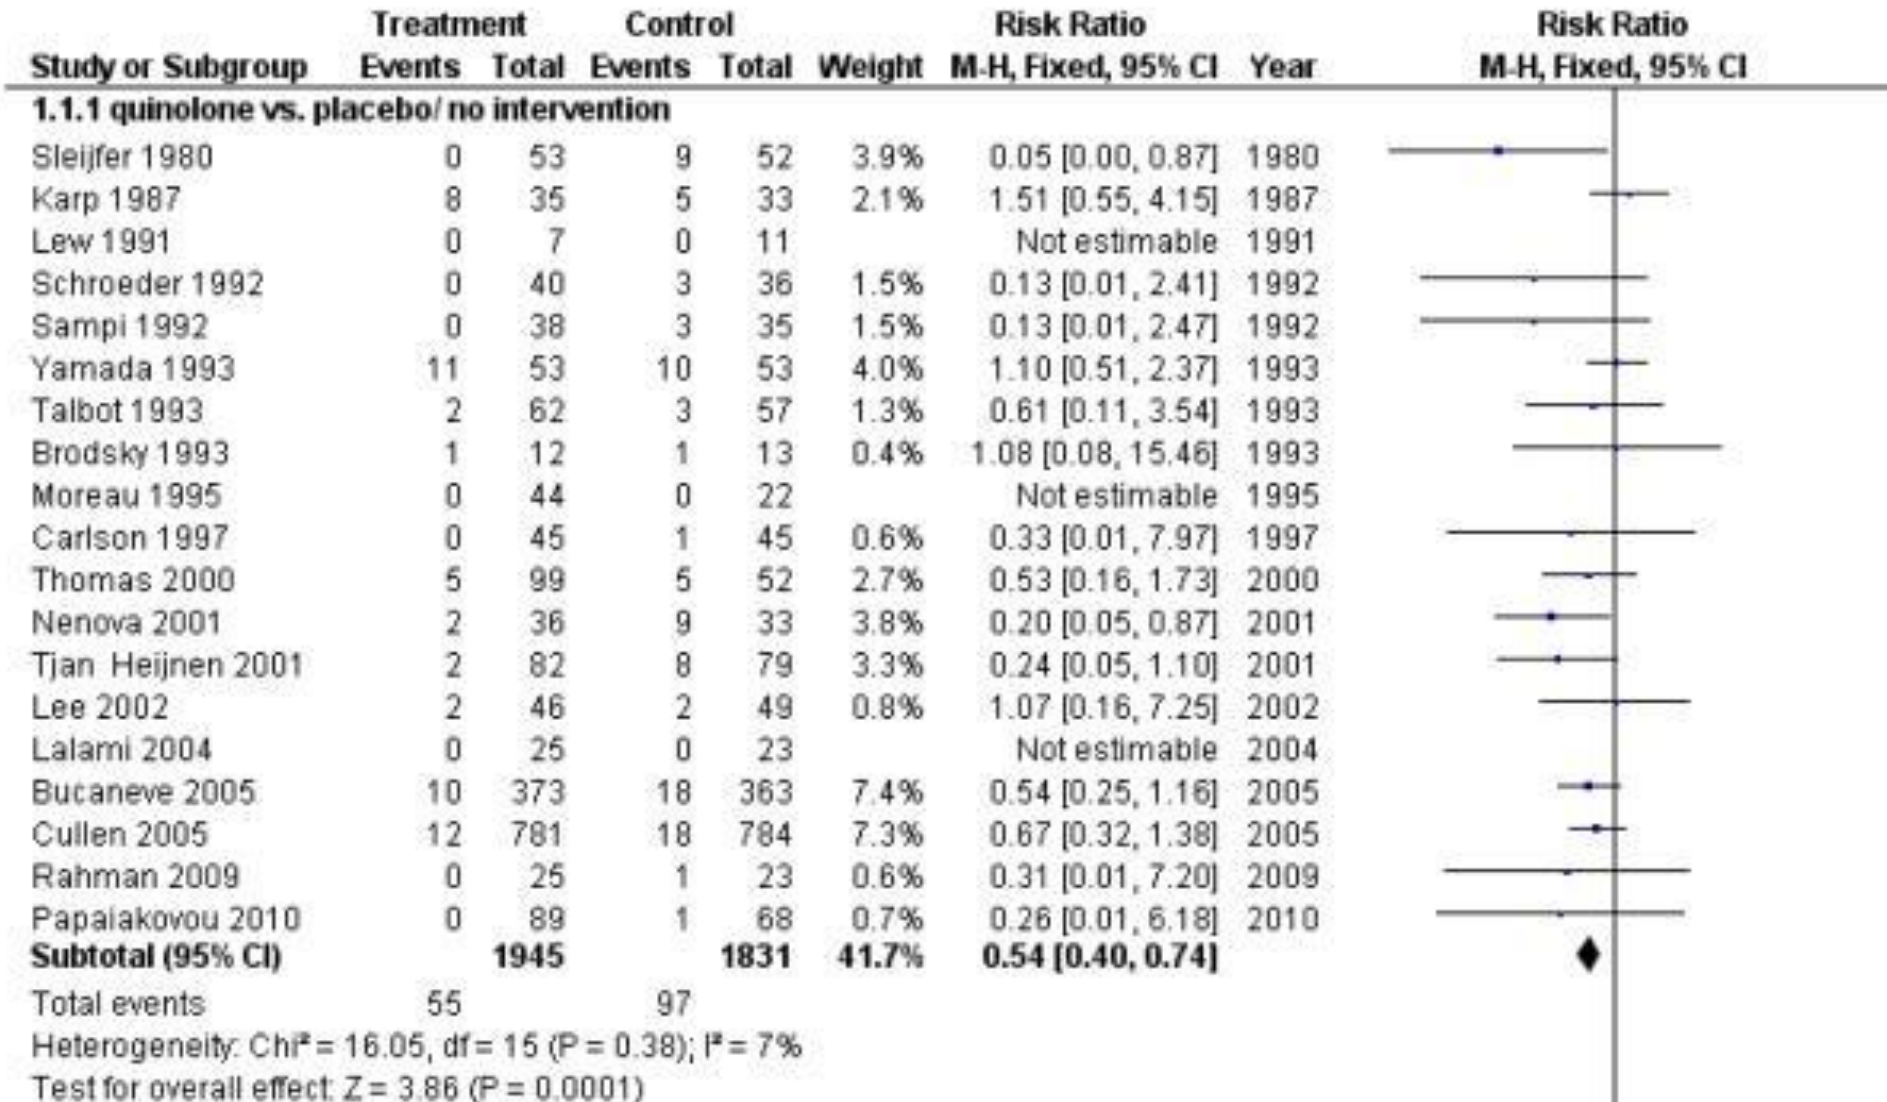 Treatment Control Risk Ratio Risk Ratio
Study or Subgroup Events Total Events Total Weight M-H, Fixed, 95% CI Year M-H, Fixed, 95% CI
1.1.1 quinolone vs. placebo/ no intervention
Sleijfer 1980 0 53 9 52 3.9% 0.05 [0.00, 0.87] 1980
Karp 1987 8 35 5 33 2.1% 1.51 [0.55, 4.15] 1987
Lew 1991 0 7 0 11 Not estimable 1991
Schroeder 1992 0 40 3 36 1.5% 0.13 [0.01, 2.41] 1992
Sampi 1992 0 38 3 35 1.5% 0.13 [0.01, 2.47] 1992
Yamada 1993 11 53 10 53 4.0% 1.10 [0.51, 2.37] 1993
Talbot 1993 2 62 3 57 1.3% 0.61 [0.11, 3.54] 1993
Brodsky 1993 1 12 1 13 0.4% 1.08 [0.08, 15.46] 1993
Moreau 1995 0 44 0 22 Not estimable 1995
Carlson 1997 0 45 1 45 0.6% 0.33 [0.01, 7.97] 1997
Thomas 2000 5 99 5 52 2.7% 0.53 [0.16, 1.73] 2000
Nenova 2001 2 36 9 33 3.8% 0.20 [0.05, 0.87] 2001
Tjan Heijnen 2001 2 82 8 79 3.3% 0.24 [0.05, 1.10] 2001
Lee 2002 2 46 2 49 0.8% 1.07 [0.16, 7.25] 2002
Lalami 2004 0 25 0 23 Not estimable 2004
Bucaneve 2005 10 373 18 363 7.4% 0.54 [0.25, 1.16] 2005
Cullen 2005 12 781 18 784 7.3% 0.67 [0.32, 1.38] 2005
Rahman 2009 0 25 1 23 0.6% 0.31 [0.01, 7.20] 2009
Papaiakovou 2010 0 89 1 68 0.7% 0.26 [0.01, 6.18] 2010
Subtotal (95% CI) 1945 1831 41.7% 0.54 [0.40, 0.74]
Total events 55 97
Heterogeneity: Chi² = 16.05, df = 15 (P = 0.38); I² = 7%
Test for overall effect: Z = 3.86 (P = 0.0001)